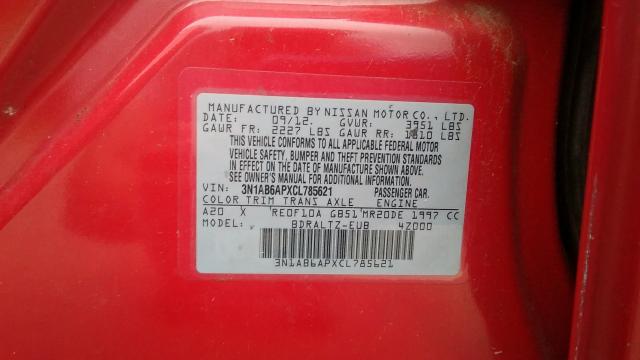 MANUFACTURED BY NISSAN MOTOR CO., LTD.
DATE: 09/12 GVWR: 3951 LBS
GAWR FR: 2227 LBS GAWR RR: 1810 LBS
THIS VEHICLE CONFORMS TO ALL APPLICABLE FEDERAL MOTOR
VEHICLE SAFETY, BUMPER AND THEFT PREVENTION STANDARDS
IN EFFECT ON THE DATE OF MANUFACTURE SHOWN ABOVE.
SEE OWNER'S MANUAL FOR ADDITIONAL INFORMATION.
VIN: 3N1AB6APXCL785621 PASSENGER CAR.
COLOR TRIM TRANS AXLE ENGINE
A20 X RE0F10A GB51 MR20DE 1997 CC
MODEL: BDRALTZ-EUB 4Z000
3N1AB6APXCL785621